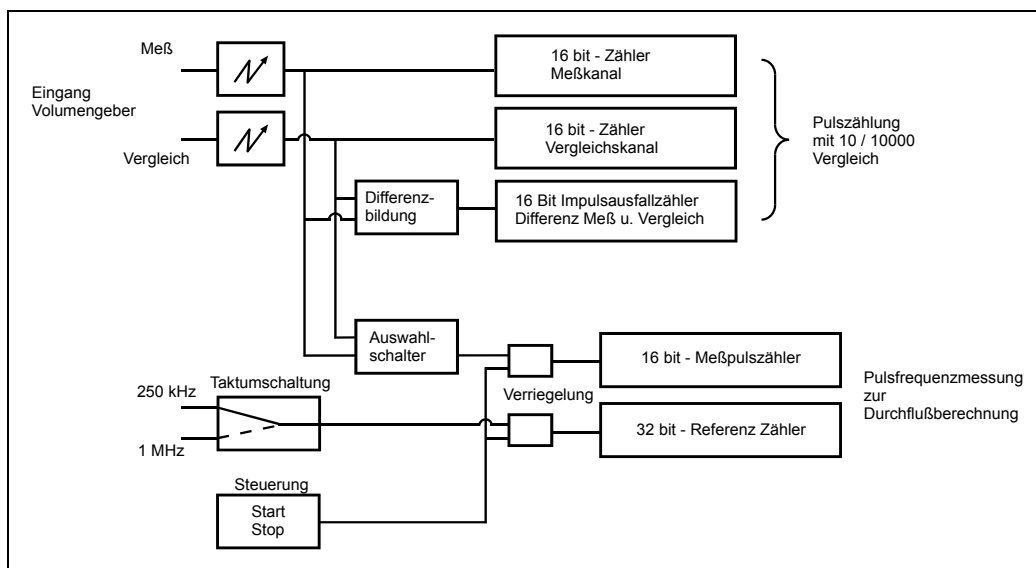 Meß
Eingang
Volumengeber
Vergleich
16 bit - Zähler
Meßkanal
16 bit - Zähler
Vergleichskanal
Differenz-
bildung
16 Bit Impulsausfallzähler
Differenz Meß u. Vergleich
Pulszählung
mit 10 / 10000
Vergleich
Auswahl-
schalter
16 bit - Meßpulszähler
Verriegelung
32 bit - Referenz Zähler
Pulsfrequenzmessung
zur
Durchflußberechnung
250 kHz
Taktumschaltung
1 MHz
Steuerung
Start
Stop